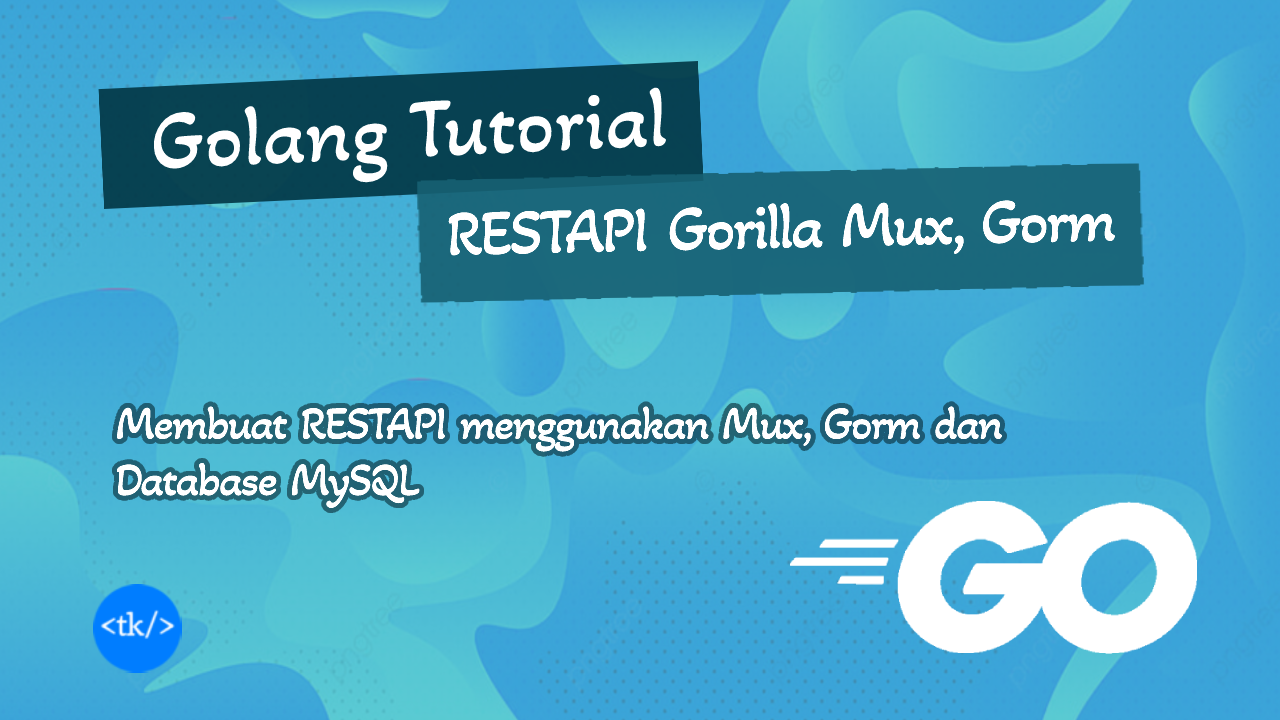 Golang Tutorial
RESTAPI Gorilla Mux, Gorm
Membuat RESTAPI menggunakan Mux, Gorm dan
Database MySQL
GO
<tk/>